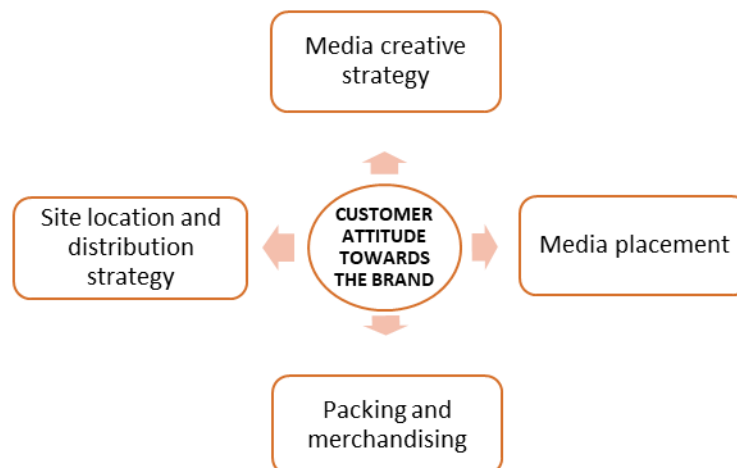 Media creative
strategy
Site location and
distribution
strategy
CUSTOMER
ATTITUDE
TOWARDS
THE BRAND
Media placement
Packing and
merchandising